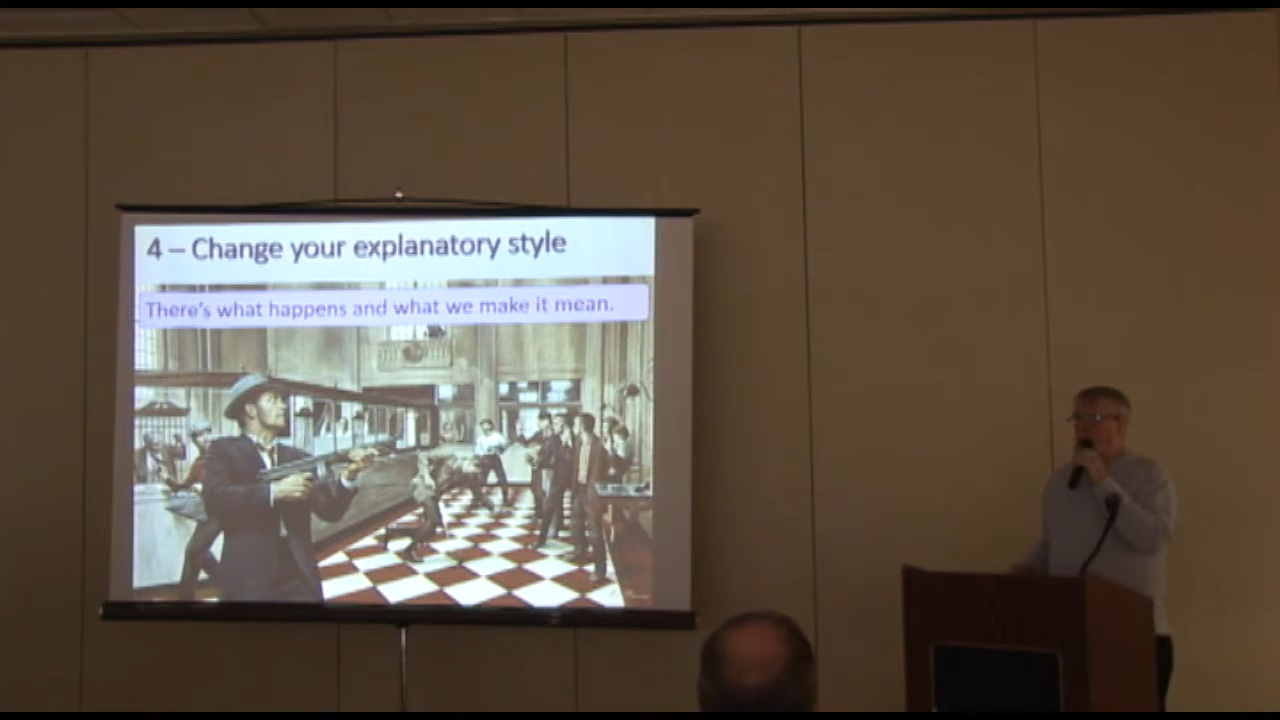 4 – Change your explanatory style
There's what happens and what we make it mean.